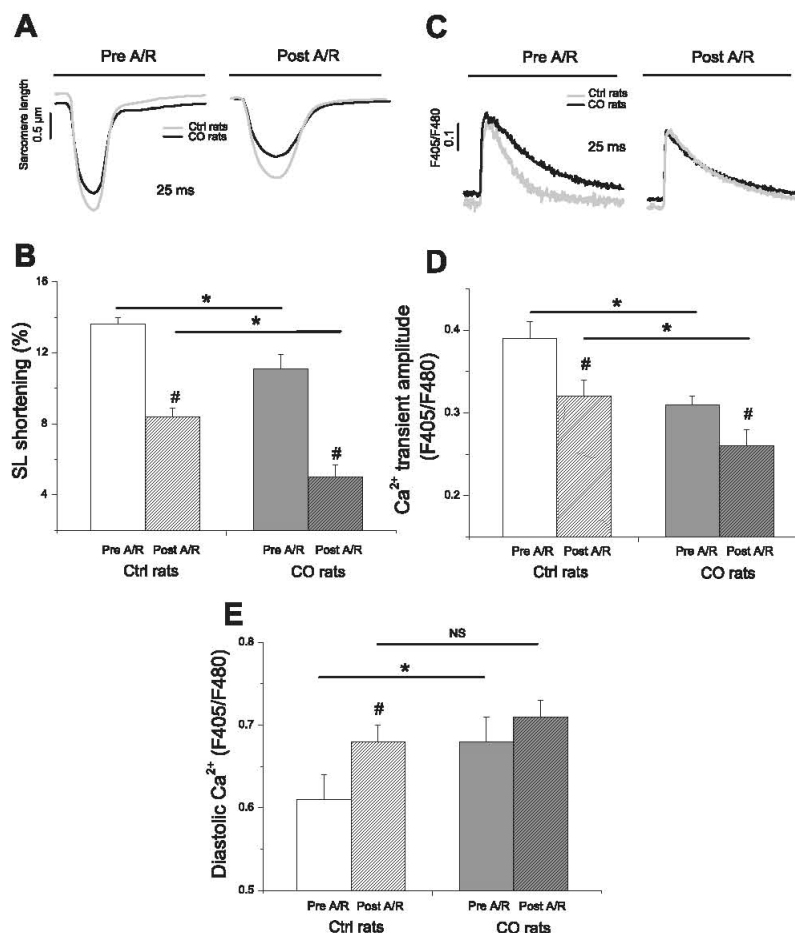 A
Pre A/R
Post A/R
Sarcomere length
0.5 µm
Ctrl rats
CO rats
25 ms
C
Pre A/R
Post A/R
F405/F480
0.1
Ctrl rats
CO rats
25 ms
B
SL shortening (%)
16
12
8
4
*
*
#
#
Pre A/R Post A/R Pre A/R Post A/R
Ctrl rats CO rats
D
Ca2+ transient amplitude
(F405/F480)
0.4
0.3
0.2
*
*
#
#
Pre A/R Post A/R Pre A/R Post A/R
Ctrl rats CO rats
E
Diastolic Ca2+ (F405/F480)
0.8
0.7
0.6
0.5
NS
*
#
Pre A/R Post A/R Pre A/R Post A/R
Ctrl rats CO rats